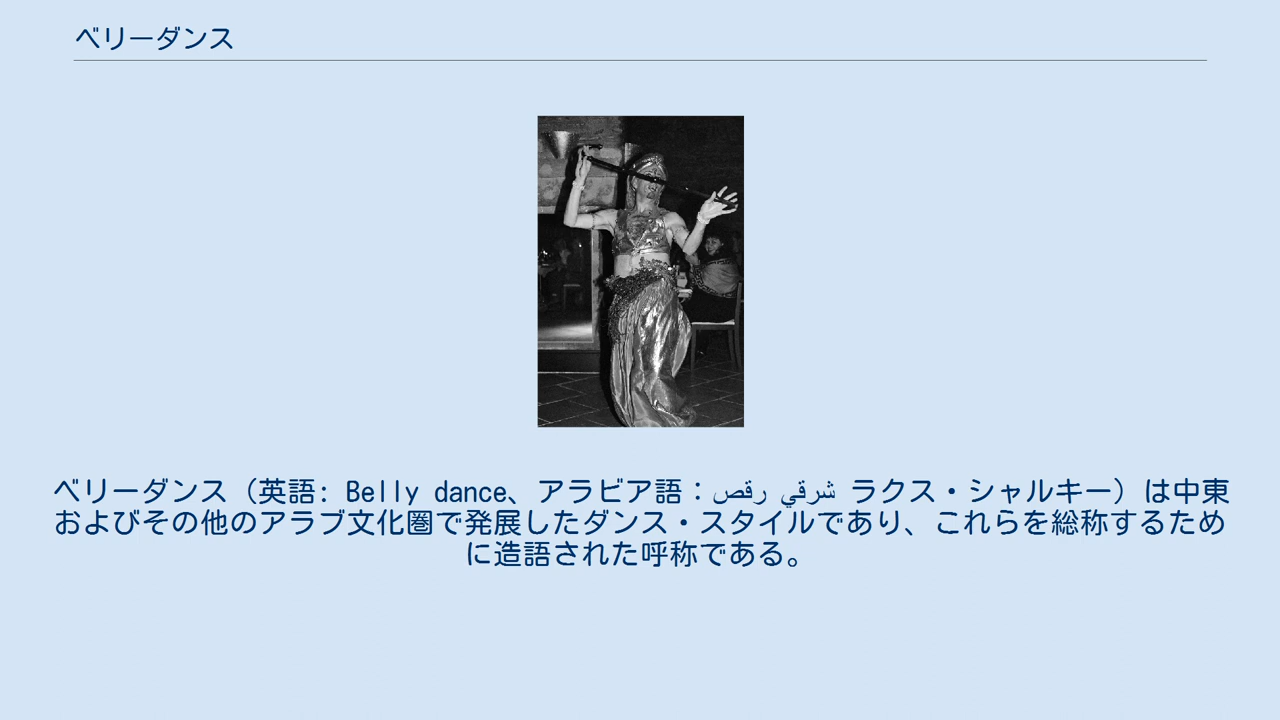 ベリーダンス
ベリーダンス（英語: Belly dance、アラビア語：رقص شرقي ラクス・シャルキー）は中東
およびその他のアラブ文化圏で発展したダンス・スタイルであり、これらを総称するため
に造語された呼称である。